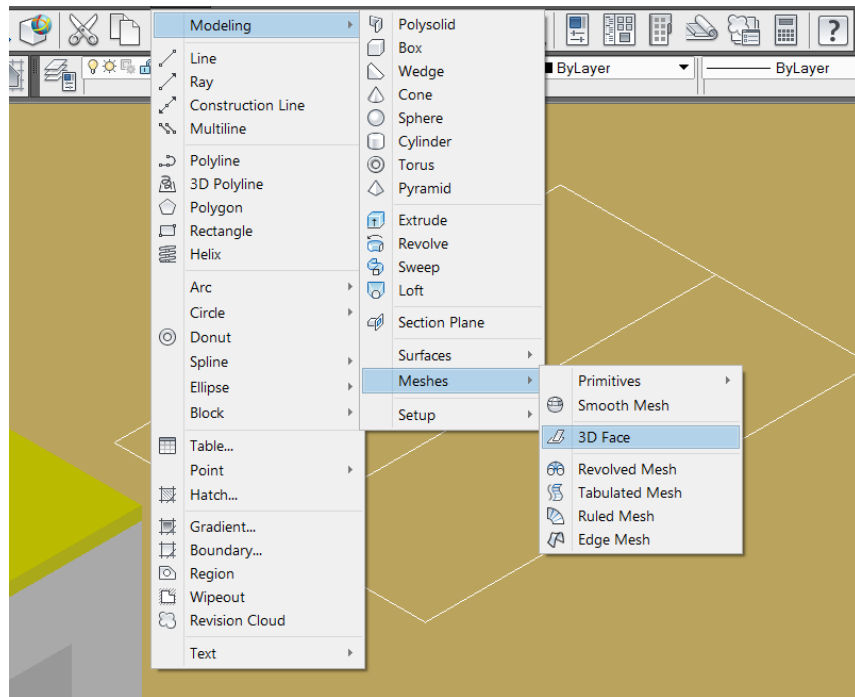 ByLayer
ByLayer
Modeling
Line
Ray
Construction Line
Multiline
Polyline
3D Polyline
Polygon
Rectangle
Helix
Arc
Circle
Donut
Spline
Ellipse
Block
Table...
Point
Hatch...
Gradient...
Boundary...
Region
Wipeout
Revision Cloud
Text
Polysolid
Box
Wedge
Cone
Sphere
Cylinder
Torus
Pyramid
Extrude
Revolve
Sweep
Loft
Section Plane
Surfaces
Meshes
Setup
Primitives
Smooth Mesh
3D Face
Revolved Mesh
Tabulated Mesh
Ruled Mesh
Edge Mesh